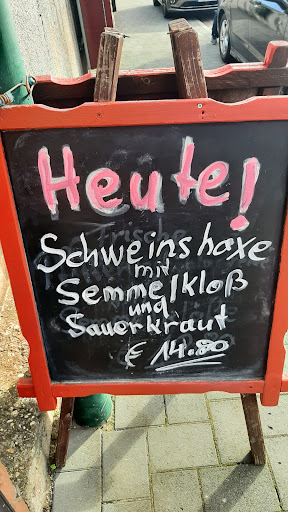 Heute!
Schweinshaxe
mit
Semmelkloß
und
Sauerkraut
€ 14.80